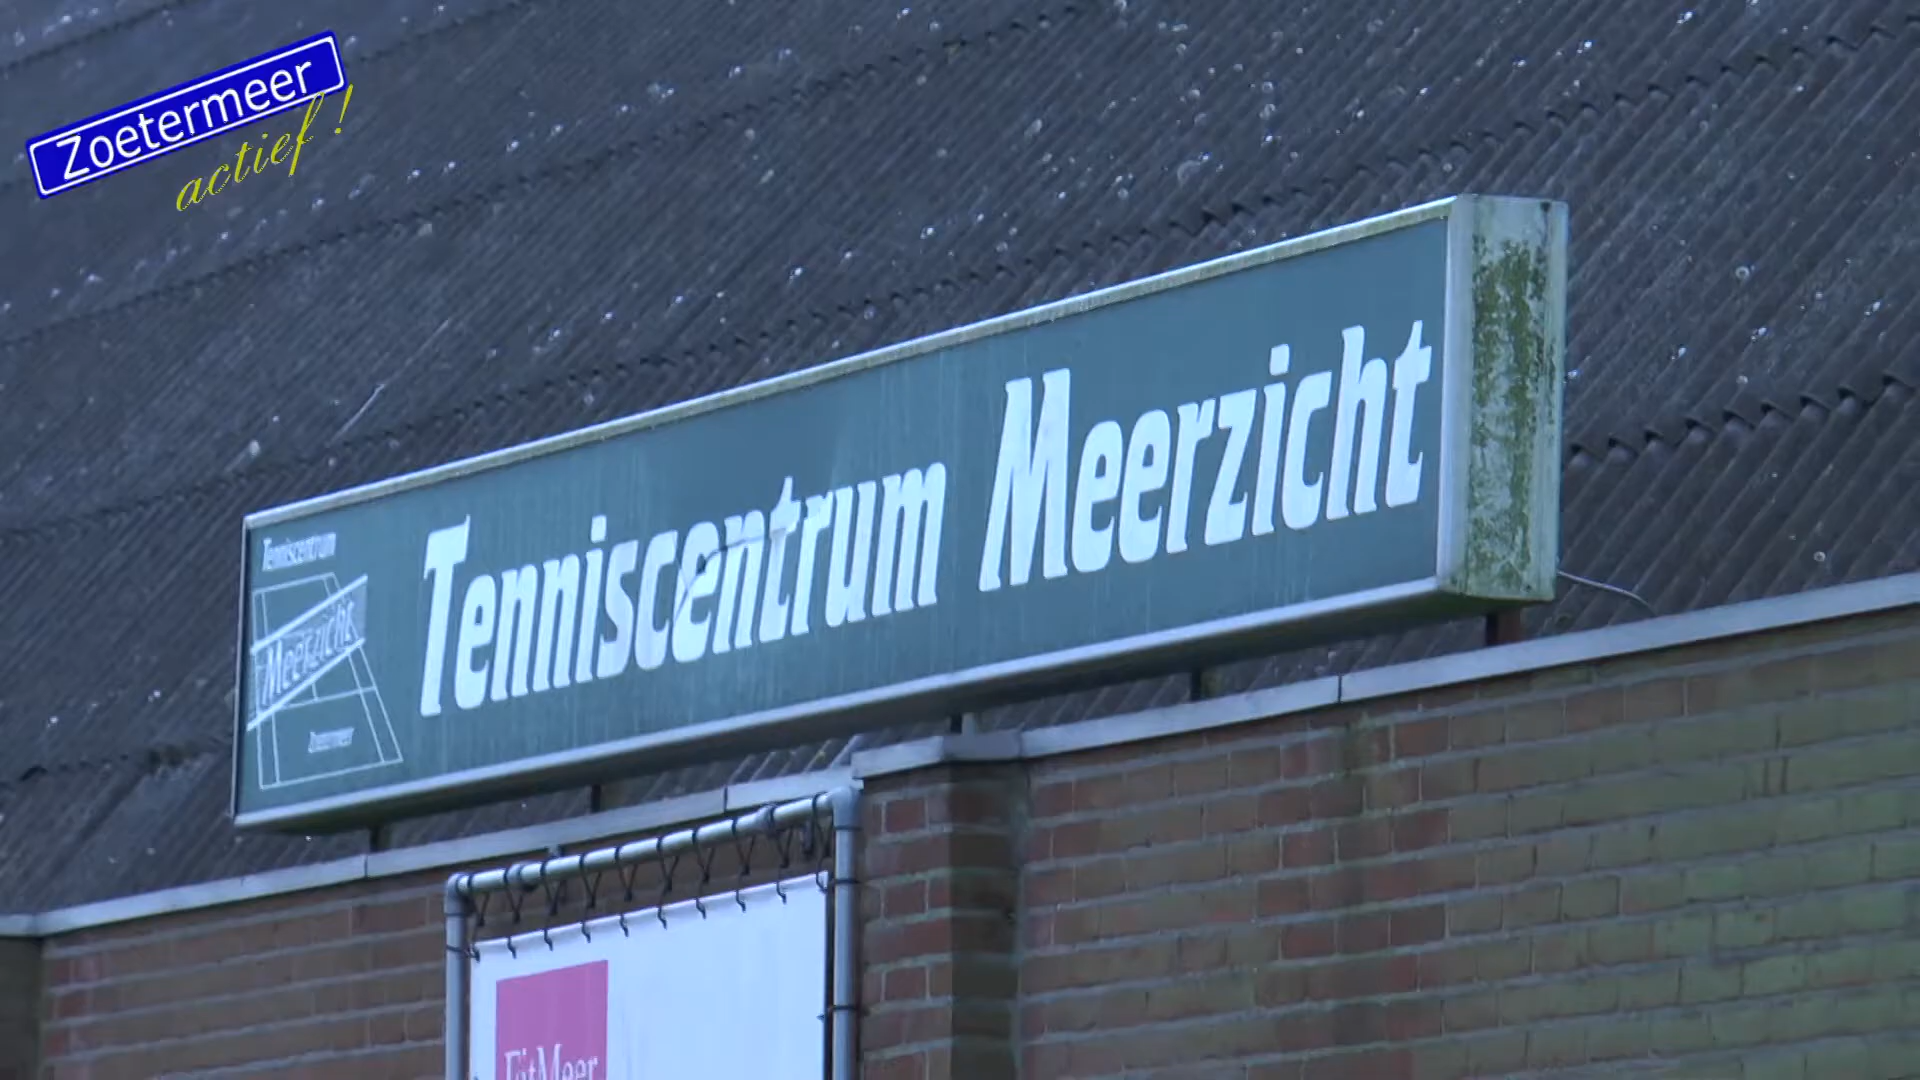 Zoetermeer
actief!
Tenniscentrum
Meerzicht
Zoetermeer
Tenniscentrum Meerzicht
FitMeer